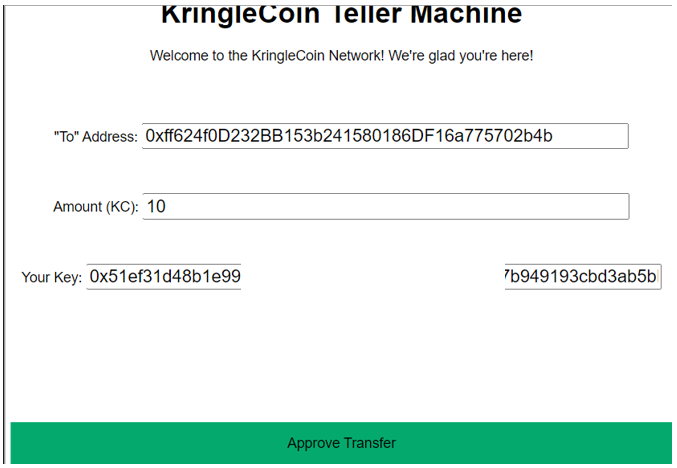 KringleCoin Teller Machine
Welcome to the KringleCoin Network! We're glad you're here!
"To" Address: 0xff624f0D232BB153b241580186DF16a775702b4b
Amount (KC): 10
Your Key: 0x51ef31d48b1e99 7b949193cbd3ab5b
Approve Transfer